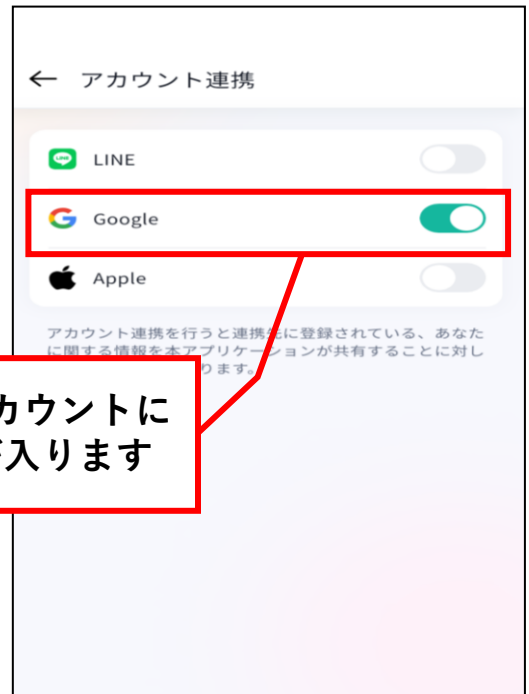 ← アカウント連携
LINE
Google
Apple
アカウント連携を行うと連携先に登録されている、あなた
に関する情報を本アプリケーションが共有することに対し
ります。
カウントに
入ります